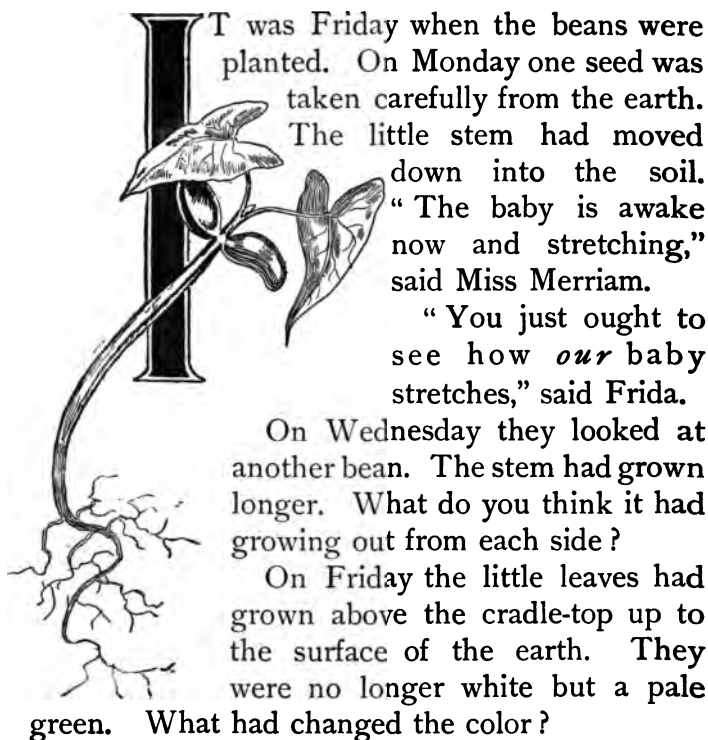 IT was Friday when the beans were
planted. On Monday one seed was
taken carefully from the earth.
The little stem had moved
down into the soil.
“ The baby is awake
now and stretching,”
said Miss Merriam.
“ You just ought to
see how our baby
stretches,” said Frida.
On Wednesday they looked at
another bean. The stem had grown
longer. What do you think it had
growing out from each side ?
On Friday the little leaves had
grown above the cradle-top up to
the surface of the earth. They
were no longer white but a pale
green. What had changed the color ?